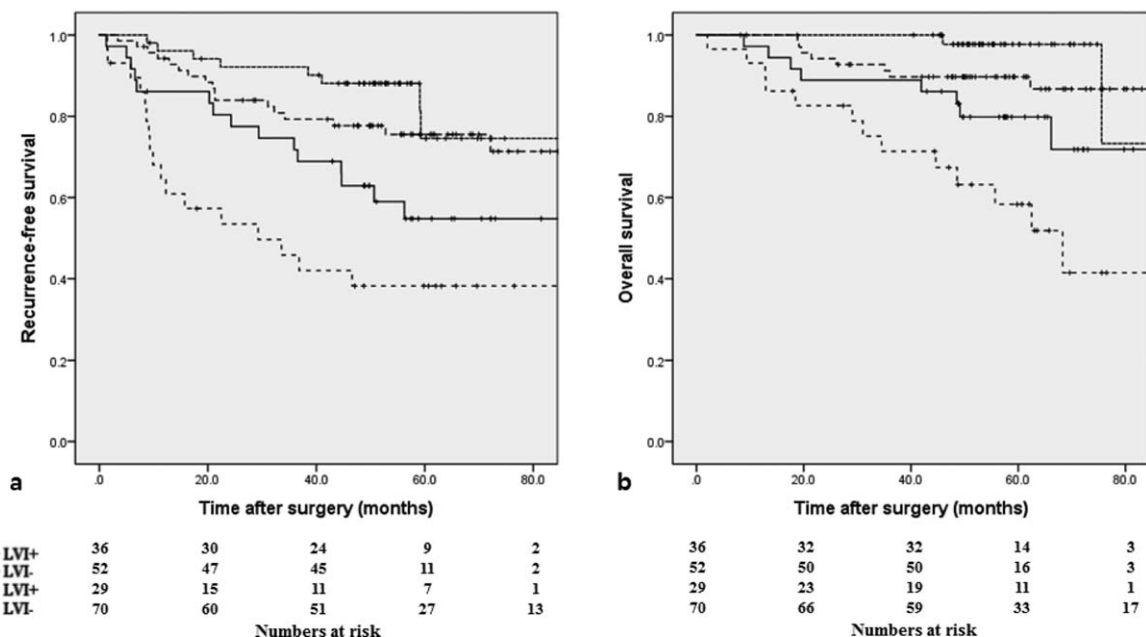 1.0 1.0
0.8 0.8
0.6 0.6
0.4 0.4
0.2 0.2
0.0 0.0
Recurrence-free survival
Overall survival
.0 20.0 40.0 60.0 80.0 .0 20.0 40.0 60.0 80.0
a b
Time after surgery (months) Time after surgery (months)
LVI+ 36 30 24 9 2 36 32 32 14 3
LVI- 52 47 45 11 2 52 50 50 16 3
LVI+ 29 15 11 7 1 29 23 19 11 1
LVI- 70 60 51 27 13 70 66 59 33 17
Numbers at risk Numbers at risk